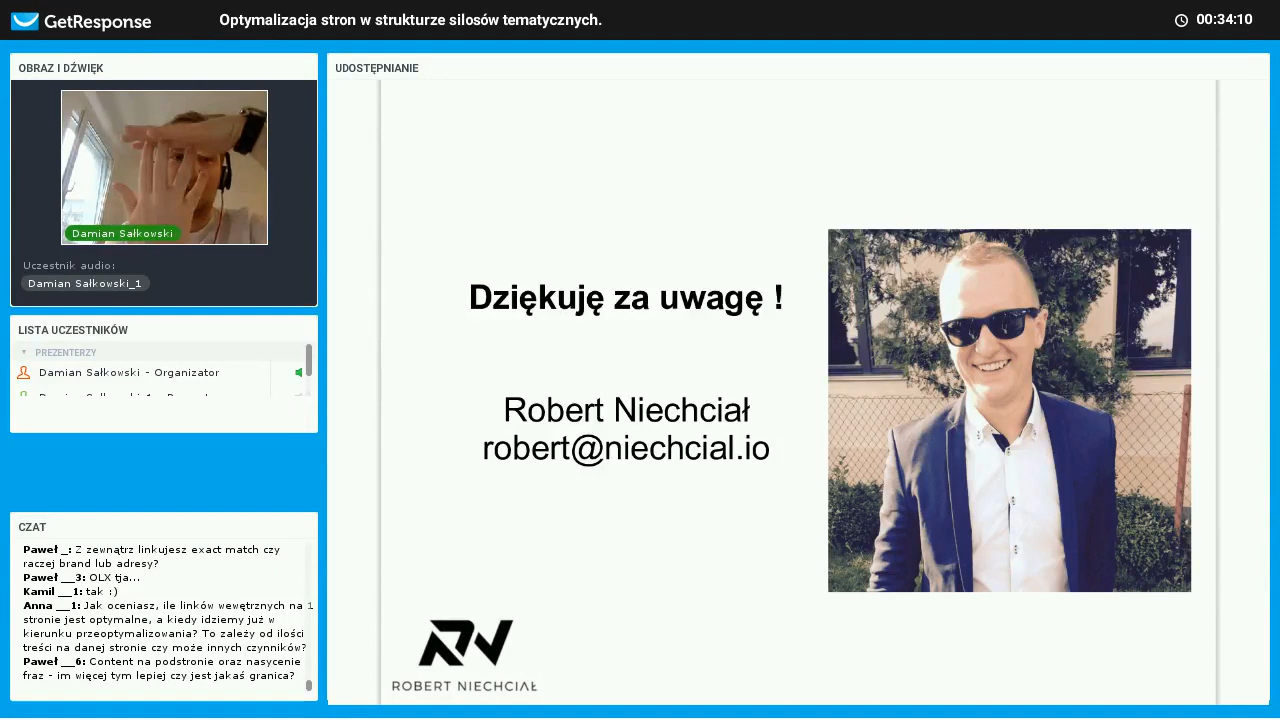 GetResponse
Optymalizacja stron w strukturze silosów tematycznych.
00:34:10
OBRAZ I DŹWIĘK
Damian Sałkowski
Uczestnik audio:
Damian Sałkowski_1
LISTA UCZESTNIKÓW
PREZENTERZY
Damian Sałkowski - Organizator
CZAT
Paweł _: Z zewnątrz linkujesz exact match czy
raczej brand lub adresy?
Paweł __3: OLX tja...
Kamil __1: tak :)
Anna __1: Jak oceniasz, ile linków wewętrznych na 1
stronie jest optymalne, a kiedy idziemy już w
kierunku przeoptymalizowania? To zależy od ilości
treści na danej stronie czy może innych czynników?
Paweł __6: Content na podstronie oraz nasycenie
fraz - im więcej tym lepiej czy jest jakaś granica?
UDOSTĘPNIANIE
Dziękuję za uwagę !
Robert Niechciał
robert@niechcial.io
ROBERT NIECHCIAŁ